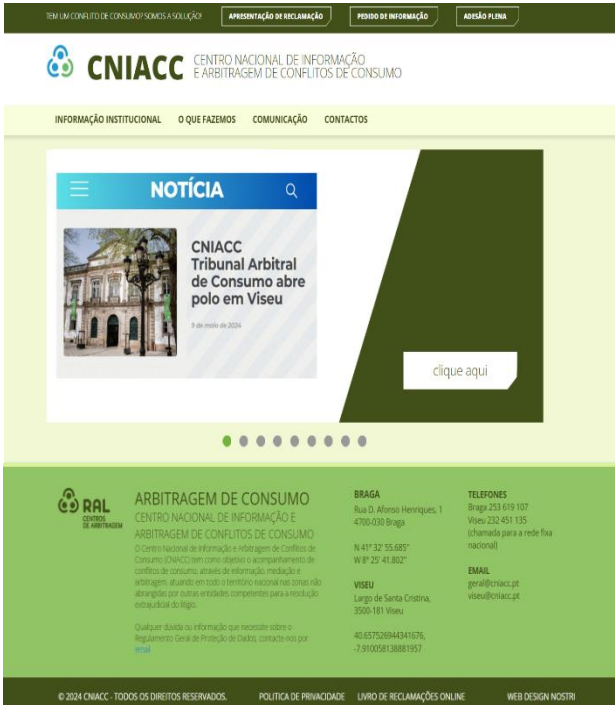 TEM UM CONFLITO DE CONSUMO? SOMOS A SOLUÇÃO!
APRESENTAÇÃO DE RECLAMAÇÃO
PEDIDO DE INFORMAÇÃO
ADESÃO PLENA
CNIACC
CENTRO NACIONAL DE INFORMAÇÃO
E ARBITRAGEM DE CONFLITOS DE CONSUMO
INFORMAÇÃO INSTITUCIONAL
O QUE FAZEMOS
COMUNICAÇÃO
CONTACTOS
NOTÍCIA
CNIACC
Tribunal Arbitral
de Consumo abre
polo em Viseu
9 de maio de 2024
clique aqui
RAL
CENTROS
DE ARBITRAGEM
ARBITRAGEM DE CONSUMO
CENTRO NACIONAL DE INFORMAÇÃO E
ARBITRAGEM DE CONFLITOS DE CONSUMO
O Centro Nacional de Informação e Arbitragem de Conflitos de
Consumo (CNIACC) tem como objetivo o acompanhamento de
conflitos de consumo, através de informação, mediação e
arbitragem, atuando em todo o território nacional nas zonas não
abrangidas por outras entidades competentes para a resolução
extrajudicial do litígio.
Qualquer dúvida ou informação que necessite sobre o
Regulamento Geral de Proteção de Dados, contacte-nos por
email
BRAGA
Rua D. Afonso Henriques, 1
4700-030 Braga
N 41º 32' 55.685"
W 8º 25' 41.802"
VISEU
Largo de Santa Cristina,
3500-181 Viseu
40.657526944341676,
-7.910058138881957
TELEFONES
Braga 253 619 107
Viseu 232 451 135
(chamada para a rede fixa
nacional)
EMAIL
geral@cniacc.pt
viseu@cniacc.pt
© 2024 CNIACC - TODOS OS DIREITOS RESERVADOS.
POLITICA DE PRIVACIDADE
LIVRO DE RECLAMAÇÕES ONLINE
WEB DESIGN NOSTRI